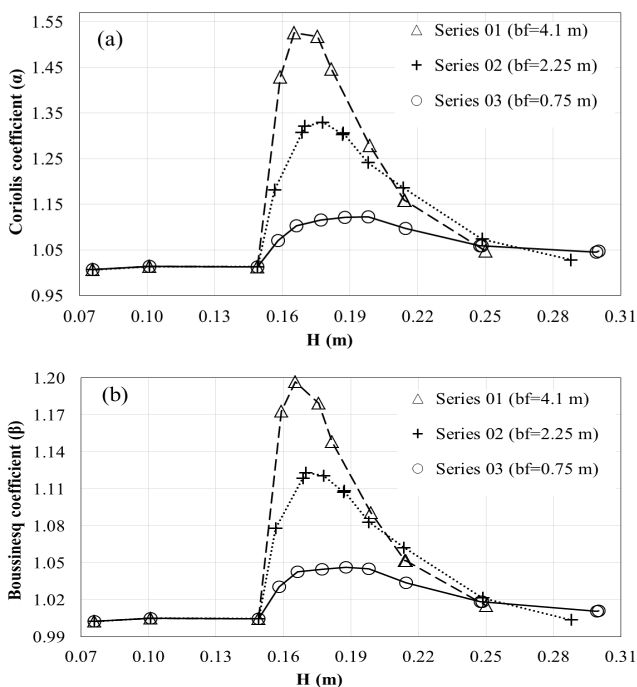 (a)
Series 01 (bf=4.1 m)
Series 02 (bf=2.25 m)
Series 03 (bf=0.75 m)
Coriolis coefficient (α)
1.55
1.45
1.35
1.25
1.15
1.05
0.95
0.07 0.10 0.13 0.16 0.19 0.22 0.25 0.28 0.31
H (m)
(b)
Series 01 (bf=4.1 m)
Series 02 (bf=2.25 m)
Series 03 (bf=0.75 m)
Boussinesq coefficient (β)
1.20
1.17
1.14
1.11
1.08
1.05
1.02
0.99
0.07 0.10 0.13 0.16 0.19 0.22 0.25 0.28 0.31
H (m)